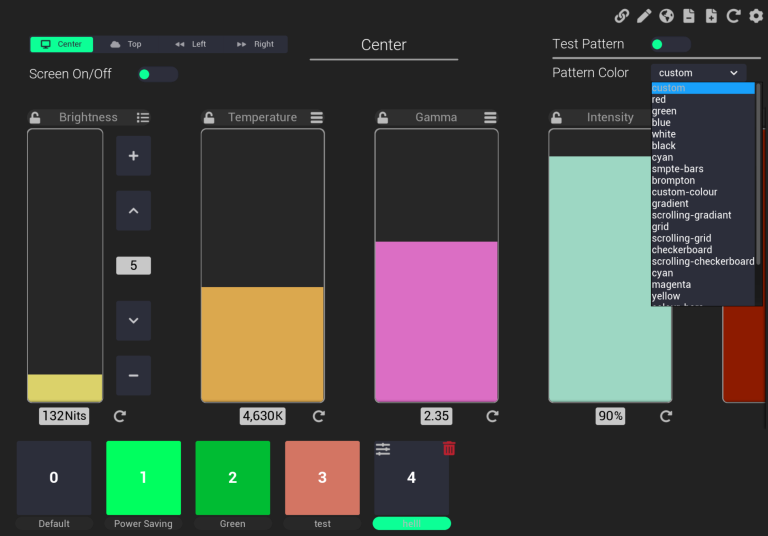 Center
Top
Left
Right
Center
Test Pattern
Screen On/Off
Pattern Color
custom
custom
red
green
blue
white
black
cyan
smpte-bars
brompton
custom-colour
gradient
scrolling-gradiant
grid
scrolling-grid
checkerboard
scrolling-checkerboard
cyan
magenta
yellow
Brightness
Temperature
Gamma
Intensity
5
132Nits
4,630K
2.35
90%
0
1
2
3
4
Default
Power Saving
Green
test